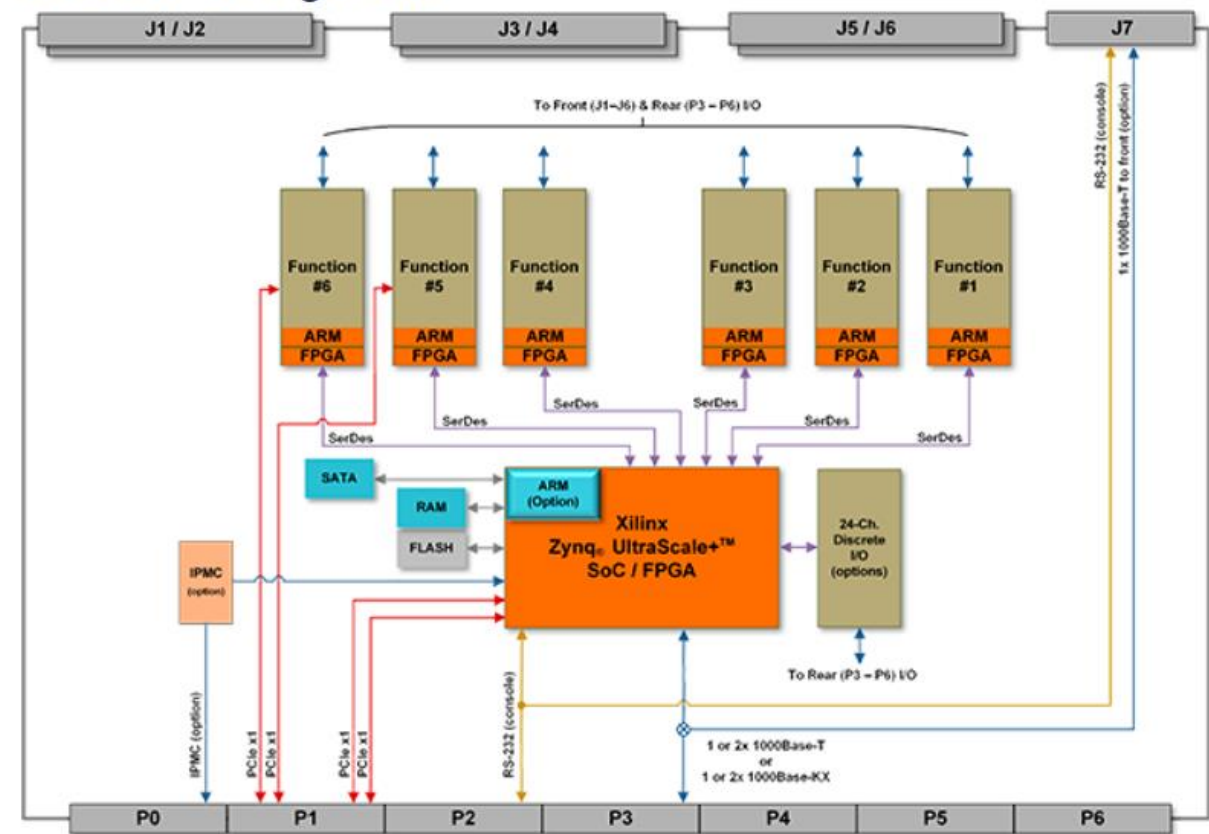 J1 / J2
J3 / J4
J5 / J6
J7
To Front (J1–J6) & Rear (P3 – P6) I/O
RS-232 (console)
1x 1000Base-T to front (option)
Function
#6
ARM
FPGA
Function
#5
ARM
FPGA
Function
#4
ARM
FPGA
Function
#3
ARM
FPGA
Function
#2
ARM
FPGA
Function
#1
ARM
FPGA
SerDes
SerDes
SerDes
SerDes
SerDes
SerDes
SATA
RAM
FLASH
ARM
(Option)
Xilinx
Zynq® UltraScale+™
SoC / FPGA
24-Ch.
Discrete
I/O
(options)
To Rear (P3 – P6) I/O
IPMC
(option)
IPMC (option)
PCIe x1
PCIe x1
PCIe x1
PCIe x1
RS-232 (console)
1 or 2x 1000Base-T
or
1 or 2x 1000Base-KX
P0
P1
P2
P3
P4
P5
P6